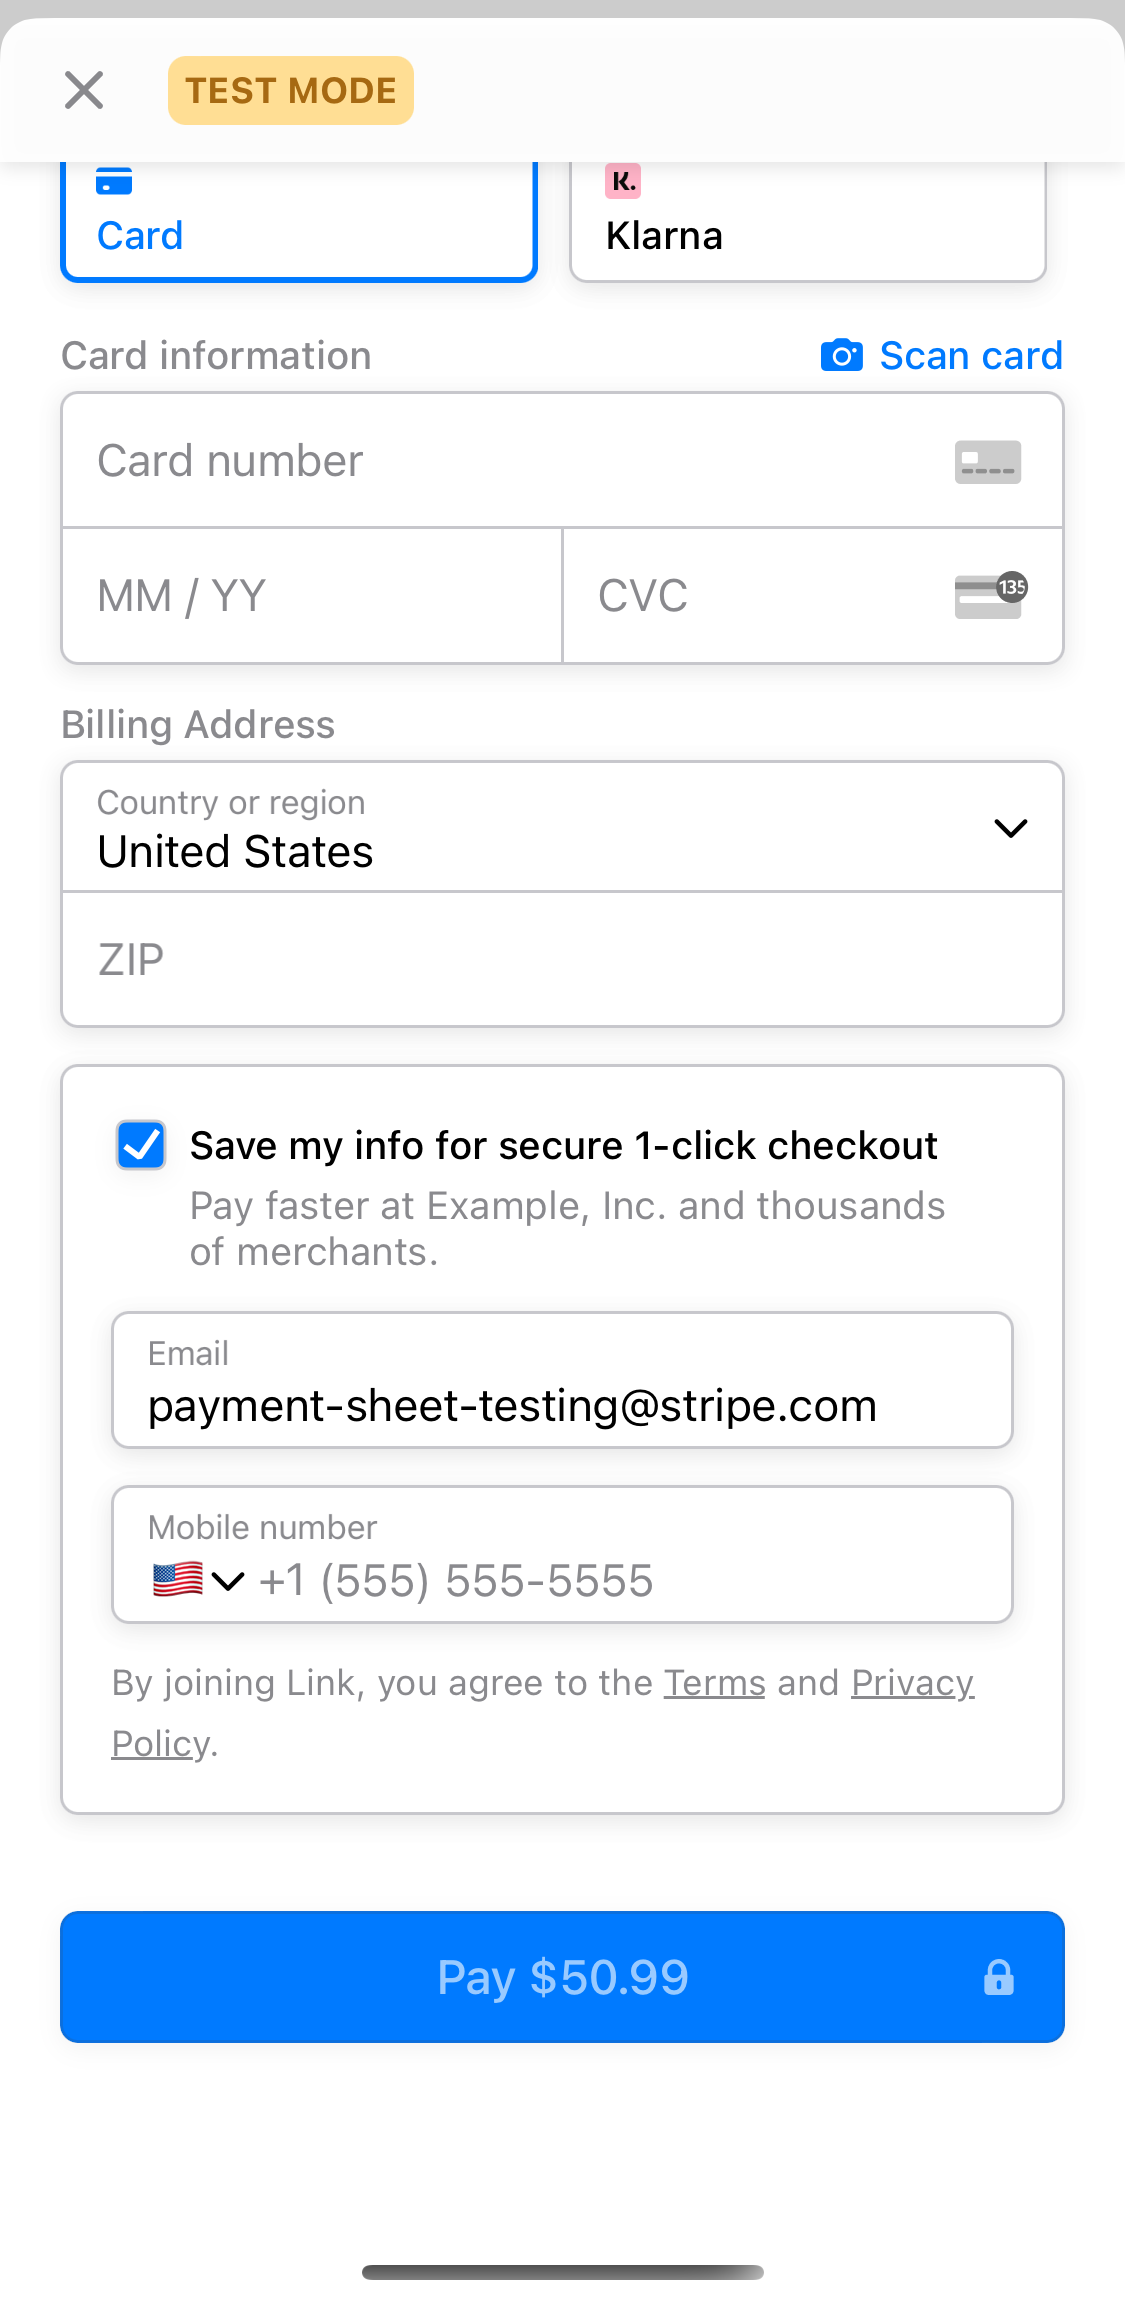 TEST MODE
Card
K.
Klarna
Card information
Scan card
Card number
MM / YY
CVC
135
Billing Address
Country or region
United States
ZIP
Save my info for secure 1-click checkout
Pay faster at Example, Inc. and thousands
of merchants.
Email
payment-sheet-testing@stripe.com
Mobile number
+1 (555) 555-5555
By joining Link, you agree to the Terms and Privacy
Policy.
Pay $50.99